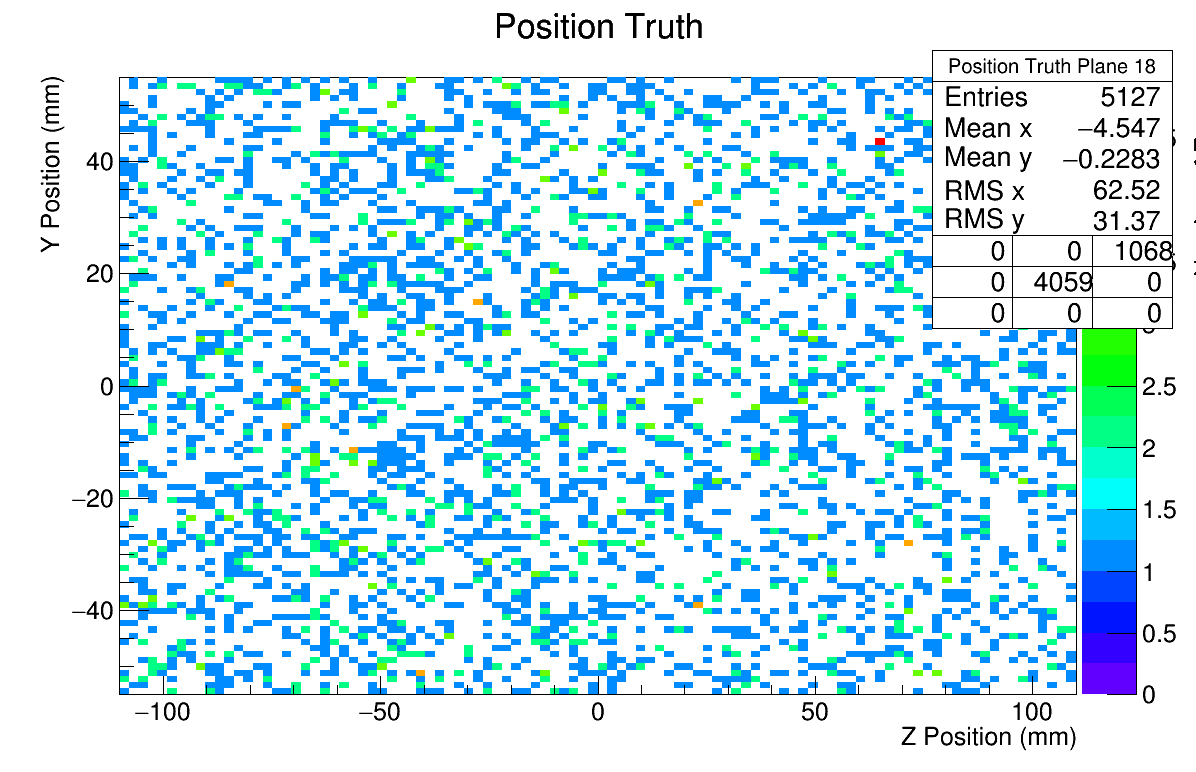 Position Truth
Y Position (mm)
Position Truth Plane 18
Entries 5127
Mean x −4.547
Mean y −0.2283
RMS x 62.52
RMS y 31.37
0 0 1068
0 4059 0
0 0 0
40
20
0
−20
−40
2.5
2
1.5
1
0.5
0
−100 −50 0 50 100
Z Position (mm)